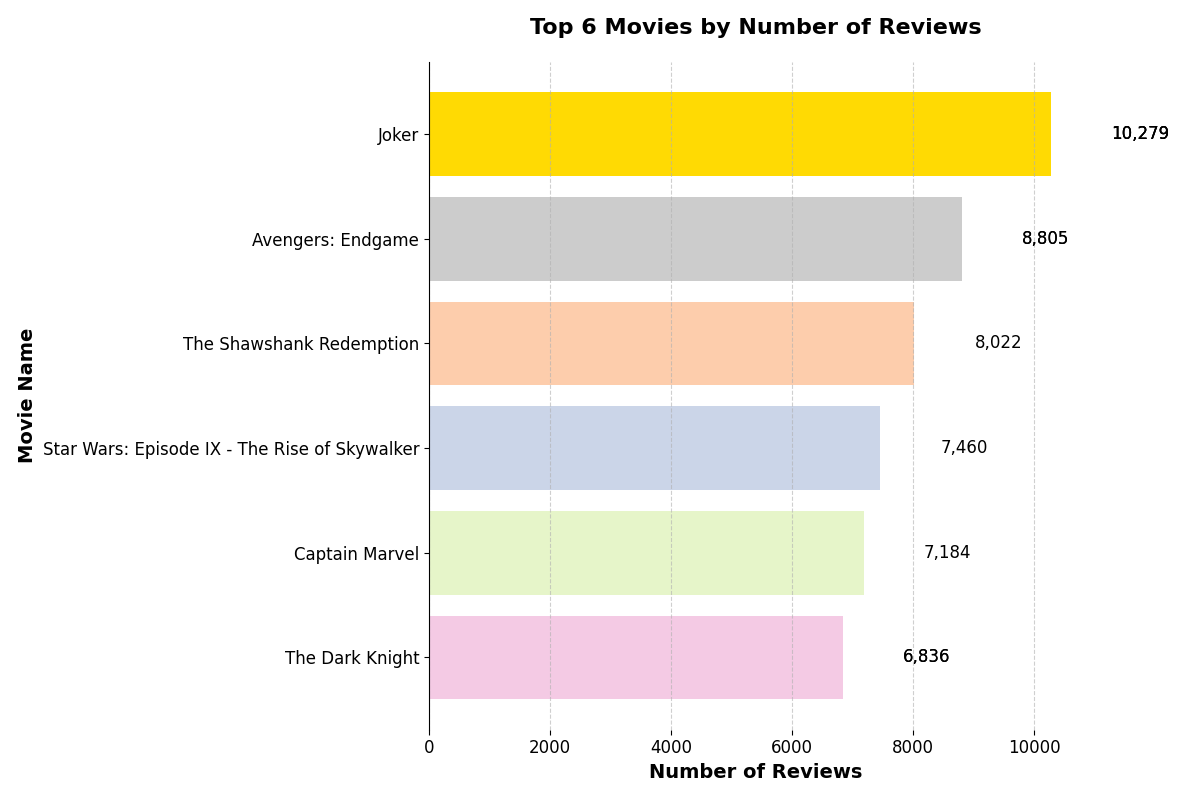 Top 6 Movies by Number of Reviews
Joker
10,279
Avengers: Endgame
8,805
The Shawshank Redemption
8,022
Star Wars: Episode IX - The Rise of Skywalker
7,460
Captain Marvel
7,184
The Dark Knight
6,836
Movie Name
0 2000 4000 6000 8000 10000
Number of Reviews